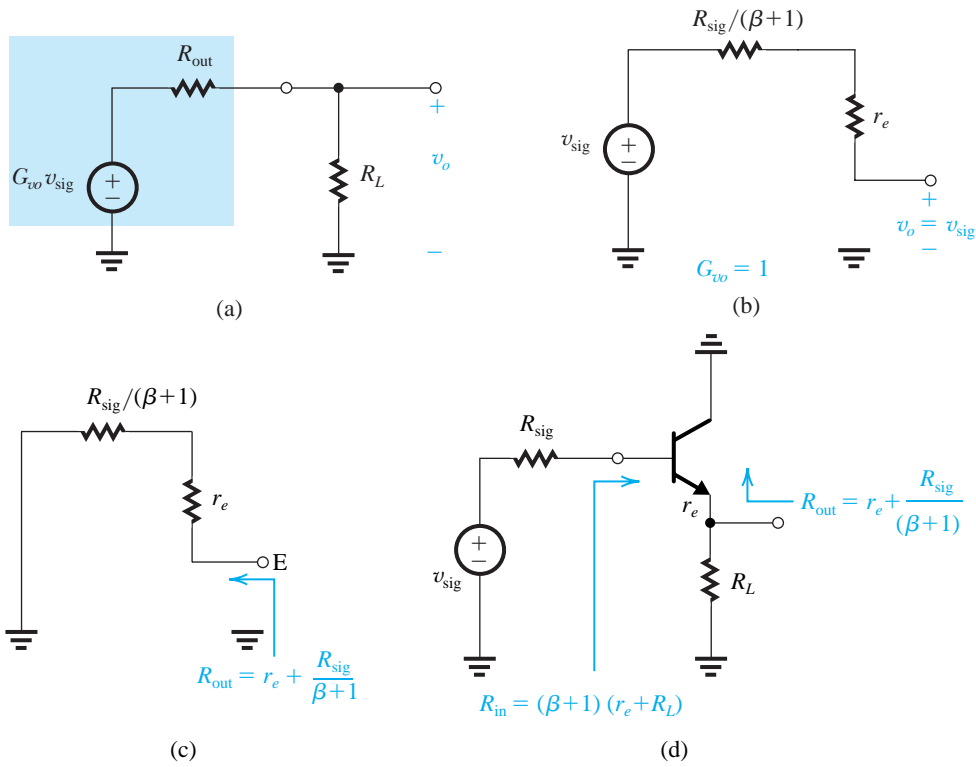 R_out
G_vo v_sig
R_L
+
v_o
−
+
−
(a)
R_sig/(β+1)
v_sig
+
−
r_e
+
v_o = v_sig
−
G_vo = 1
(b)
R_sig/(β+1)
r_e
E
R_out = r_e + R_sig/β+1
(c)
R_sig
v_sig
+
−
r_e
R_L
R_out = r_e + R_sig/(β+1)
R_in = (β+1) (r_e+R_L)
(d)